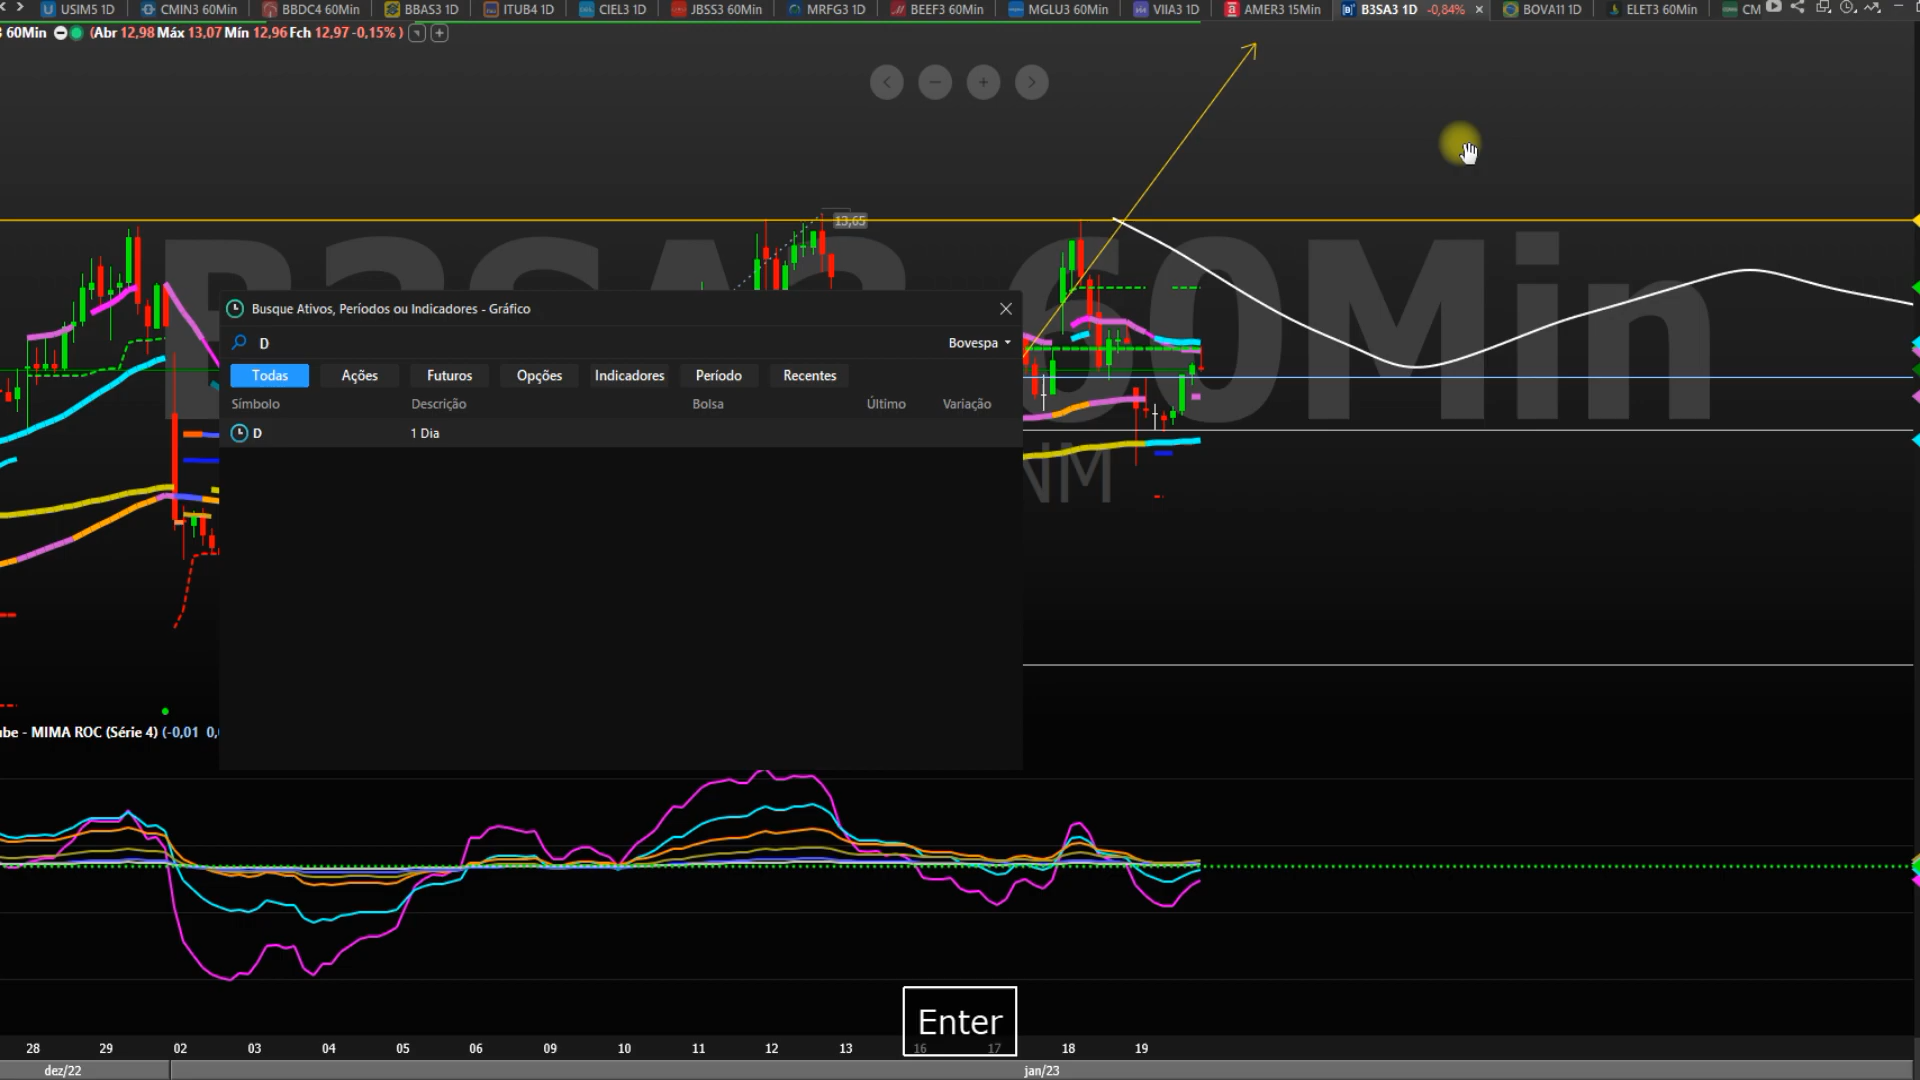 USIM5 1D CMIN3 60Min BBDC4 60Min BBAS3 1D ITUB4 1D CIEL3 1D JBSS3 60Min MRFG3 1D BEEF3 60Min MGLU3 60Min VIIA3 1D AMER3 15Min B3SA3 1D -0,84% BOVA11 1D ELET3 60Min CM
60Min (Abr 12,98 Máx 13,07 Mín 12,96 Fch 12,97 -0,15% )
13,65
B3SA3 60Min
NM
Busque Ativos, Períodos ou Indicadores - Gráfico
D Bovespa
Todas Ações Futuros Opções Indicadores Período Recentes
Símbolo Descrição Bolsa Último Variação
D 1 Dia
be - MIMA ROC (Série 4) (-0,01 0,
Enter
28 29 02 03 04 05 06 09 10 11 12 13 16 17 18 19
dez/22 jan/23